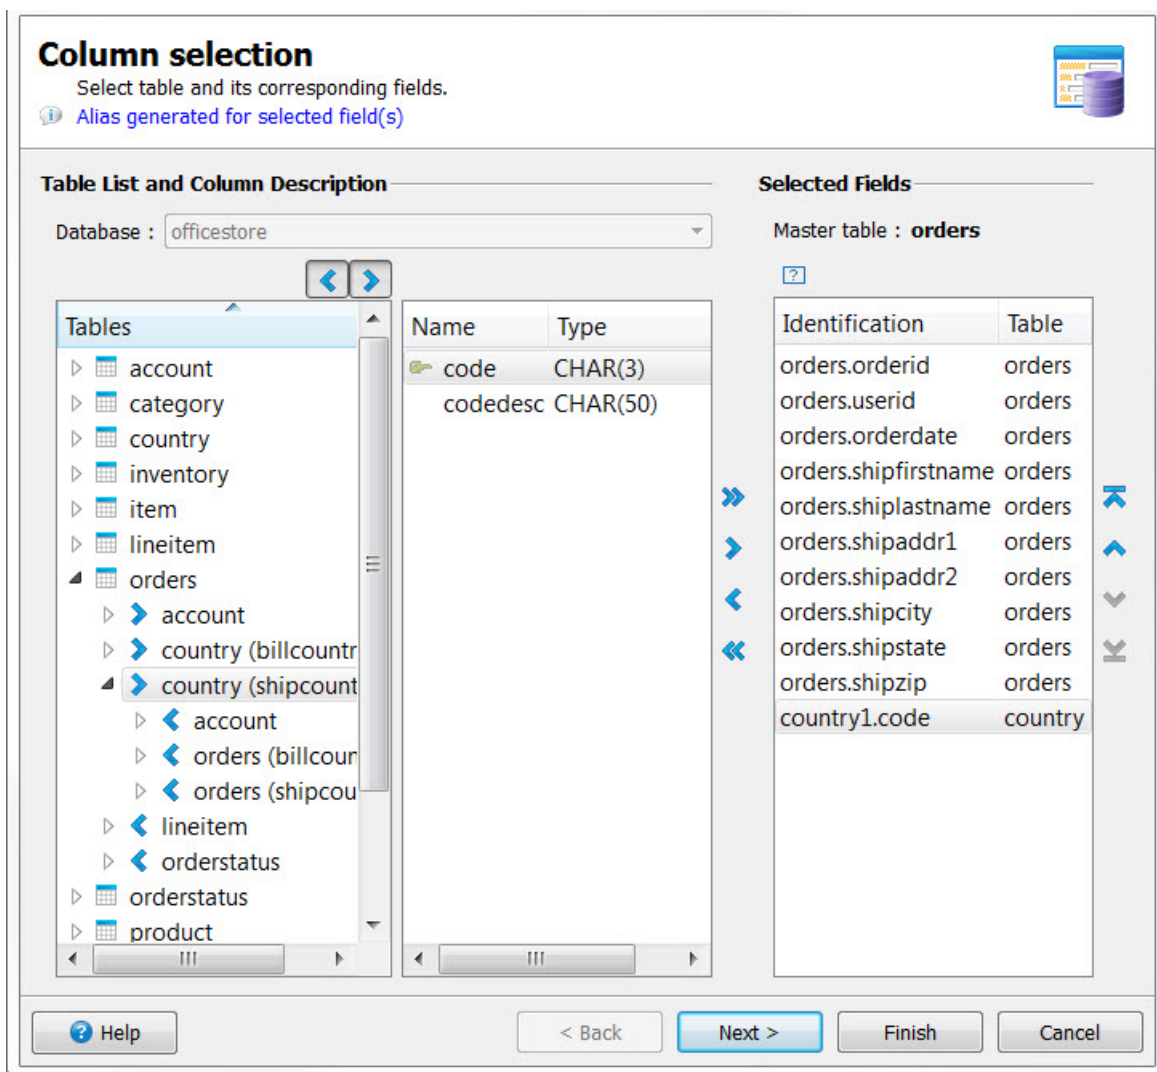 Column selection
Select table and its corresponding fields.
Alias generated for selected field(s)
Table List and Column Description
Database : officestore
Tables
account
category
country
inventory
item
lineitem
orders
account
country (billcountr
country (shipcount
account
orders (billcoun
orders (shipcou
lineitem
orderstatus
orderstatus
product
Name Type
code CHAR(3)
codedesc CHAR(50)
Selected Fields
Master table : orders
?
Identification Table
orders.orderid orders
orders.userid orders
orders.orderdate orders
orders.shipfirstname orders
orders.shiplastname orders
orders.shipaddr1 orders
orders.shipaddr2 orders
orders.shipcity orders
orders.shipstate orders
orders.shipzip orders
country1.code country
Help
< Back
Next >
Finish
Cancel